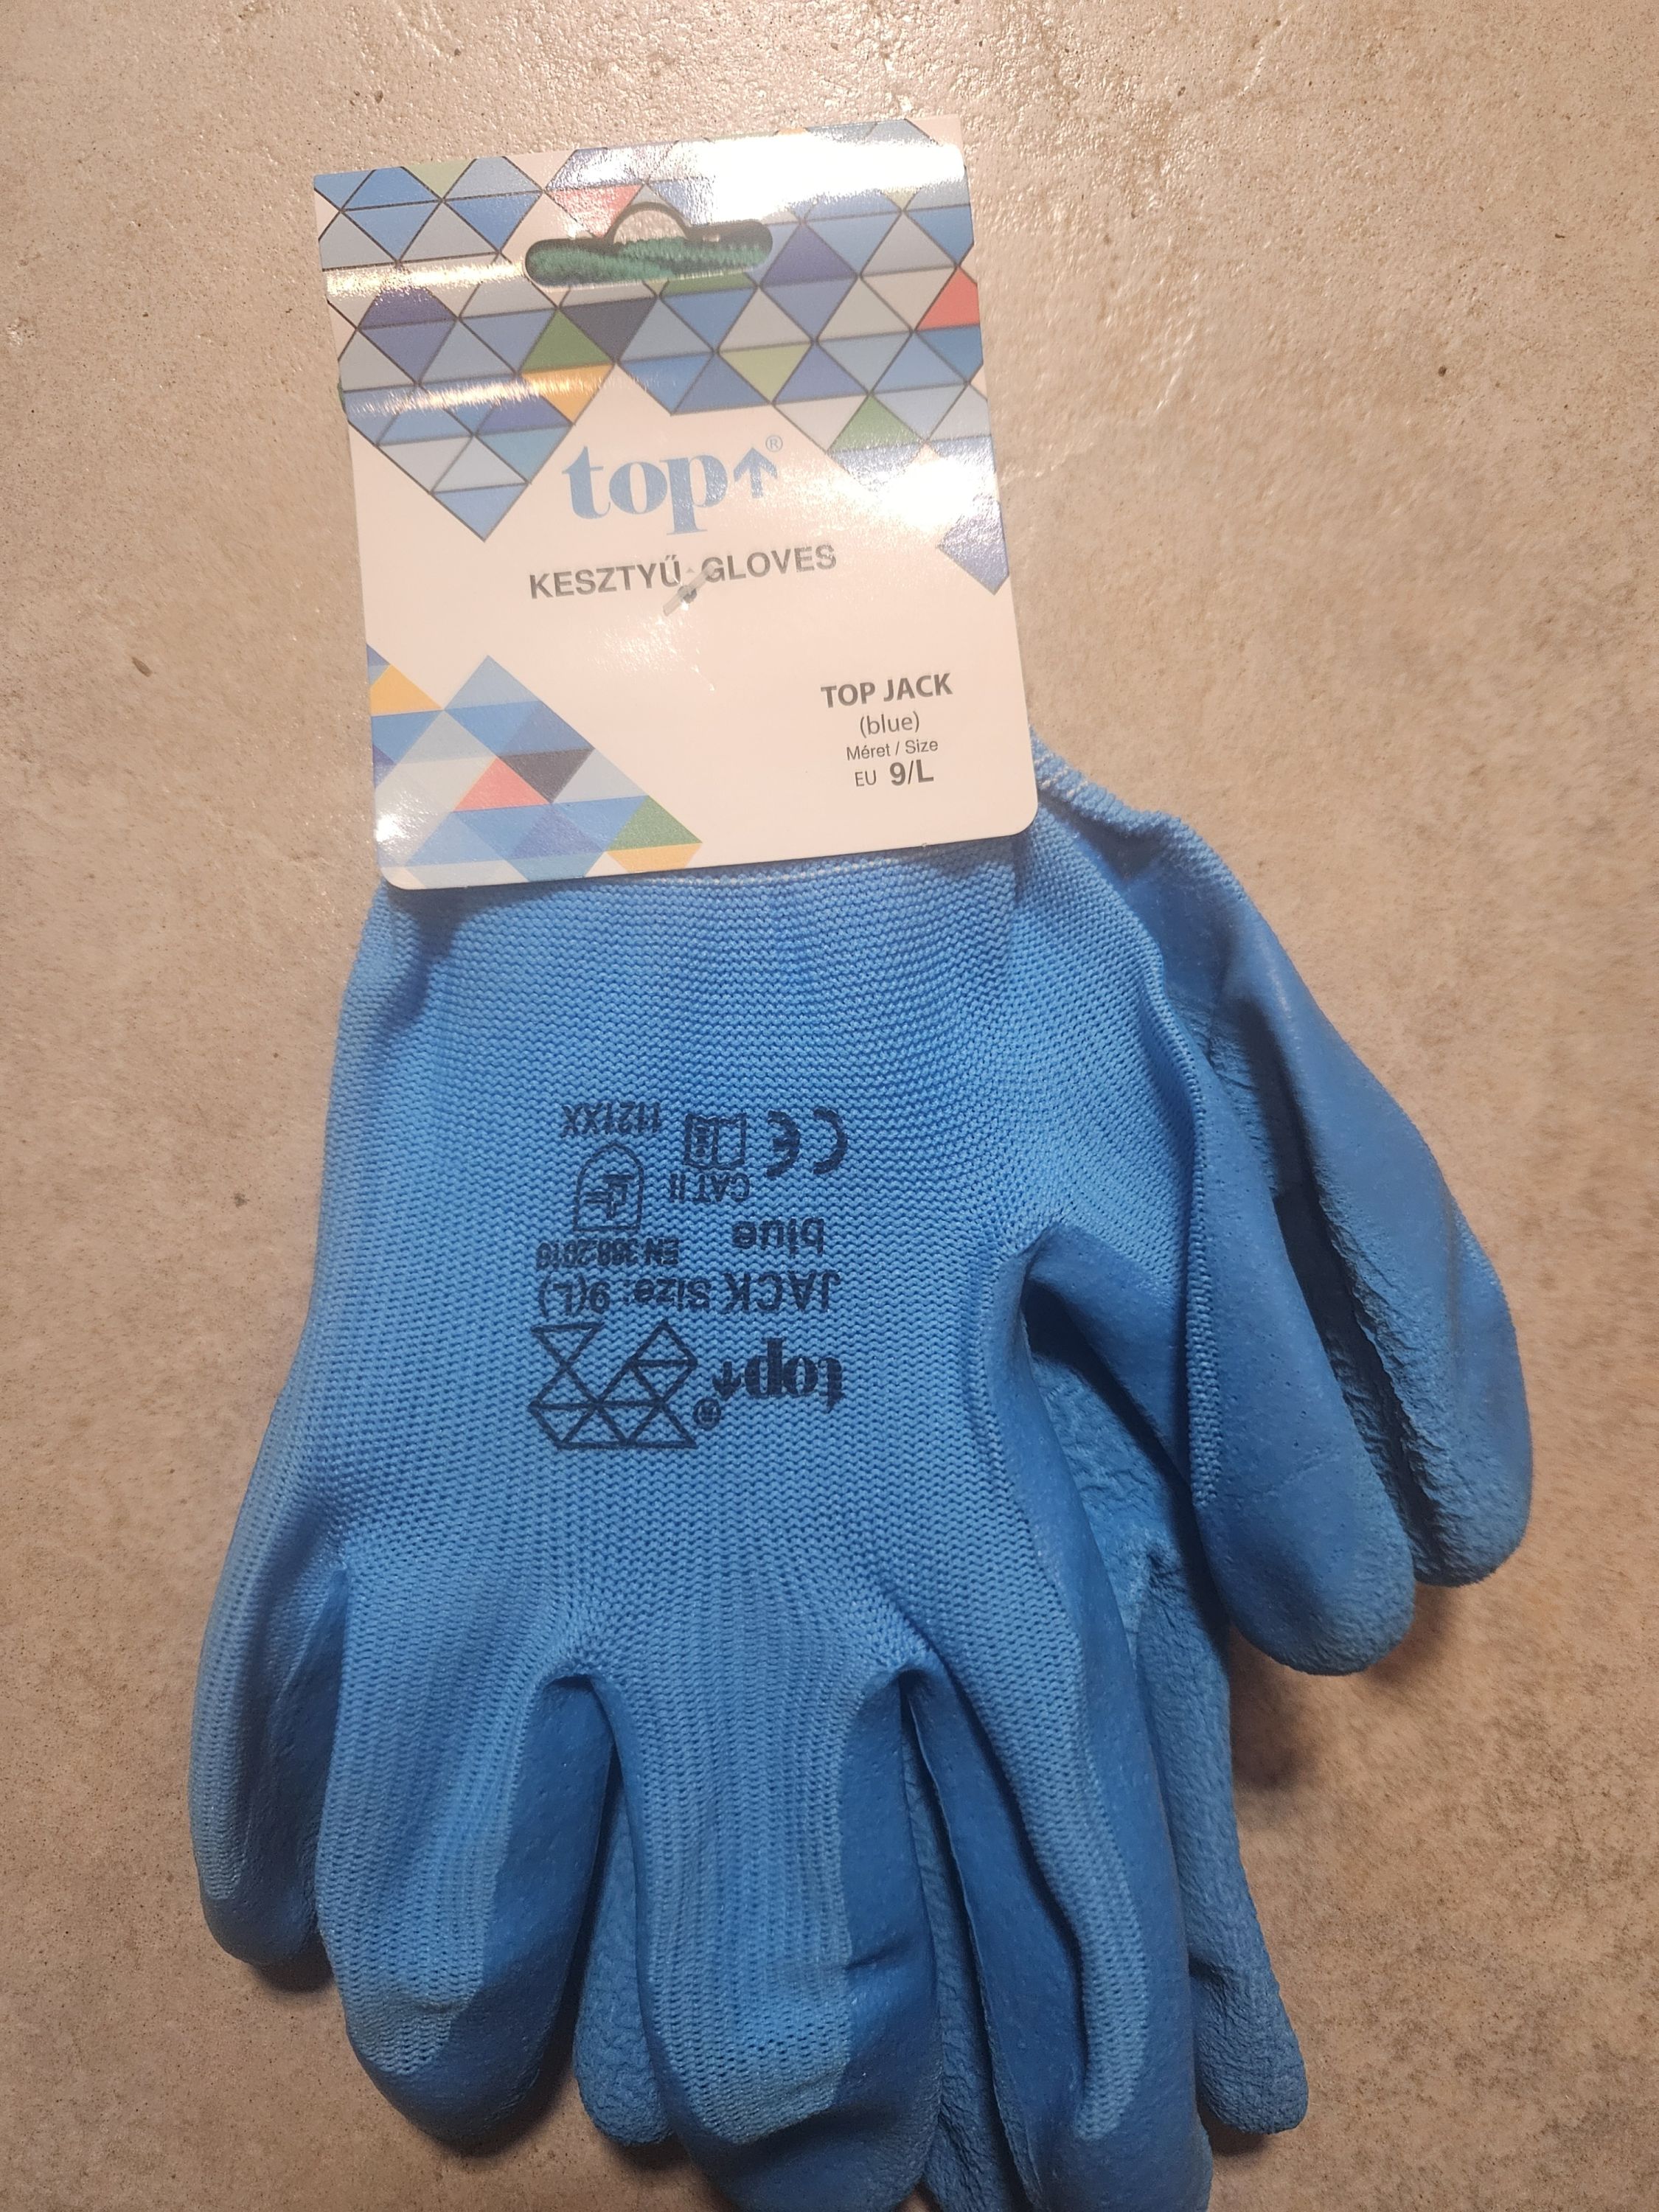 top↑®
KESZTYŰ GLOVES
TOP JACK
(blue)
Méret / Size
EU 9/L
top↑®
JACK Size: 9(L)
blue EN 388:2016
CAT II
CE 1121XX